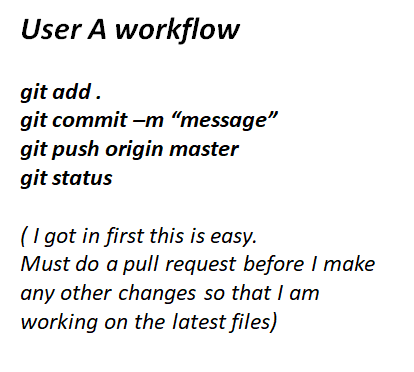 User A workflow
git add .
git commit –m “message”
git push origin master
git status
( I got in first this is easy.
Must do a pull request before I make
any other changes so that I am
working on the latest files)